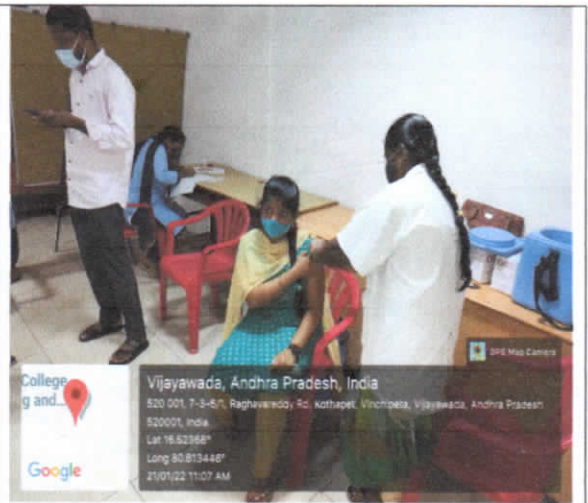 GPS Map Camera
College
g and...
Google
Vijayawada, Andhra Pradesh, India
520 001, 7-3-6/1, Raghavareddy Rd, Kothapet, Vinchipeta, Vijayawada, Andhra Pradesh
520001, India
Lat 16.52368°
Long 80.613446°
21/01/22 11:07 AM